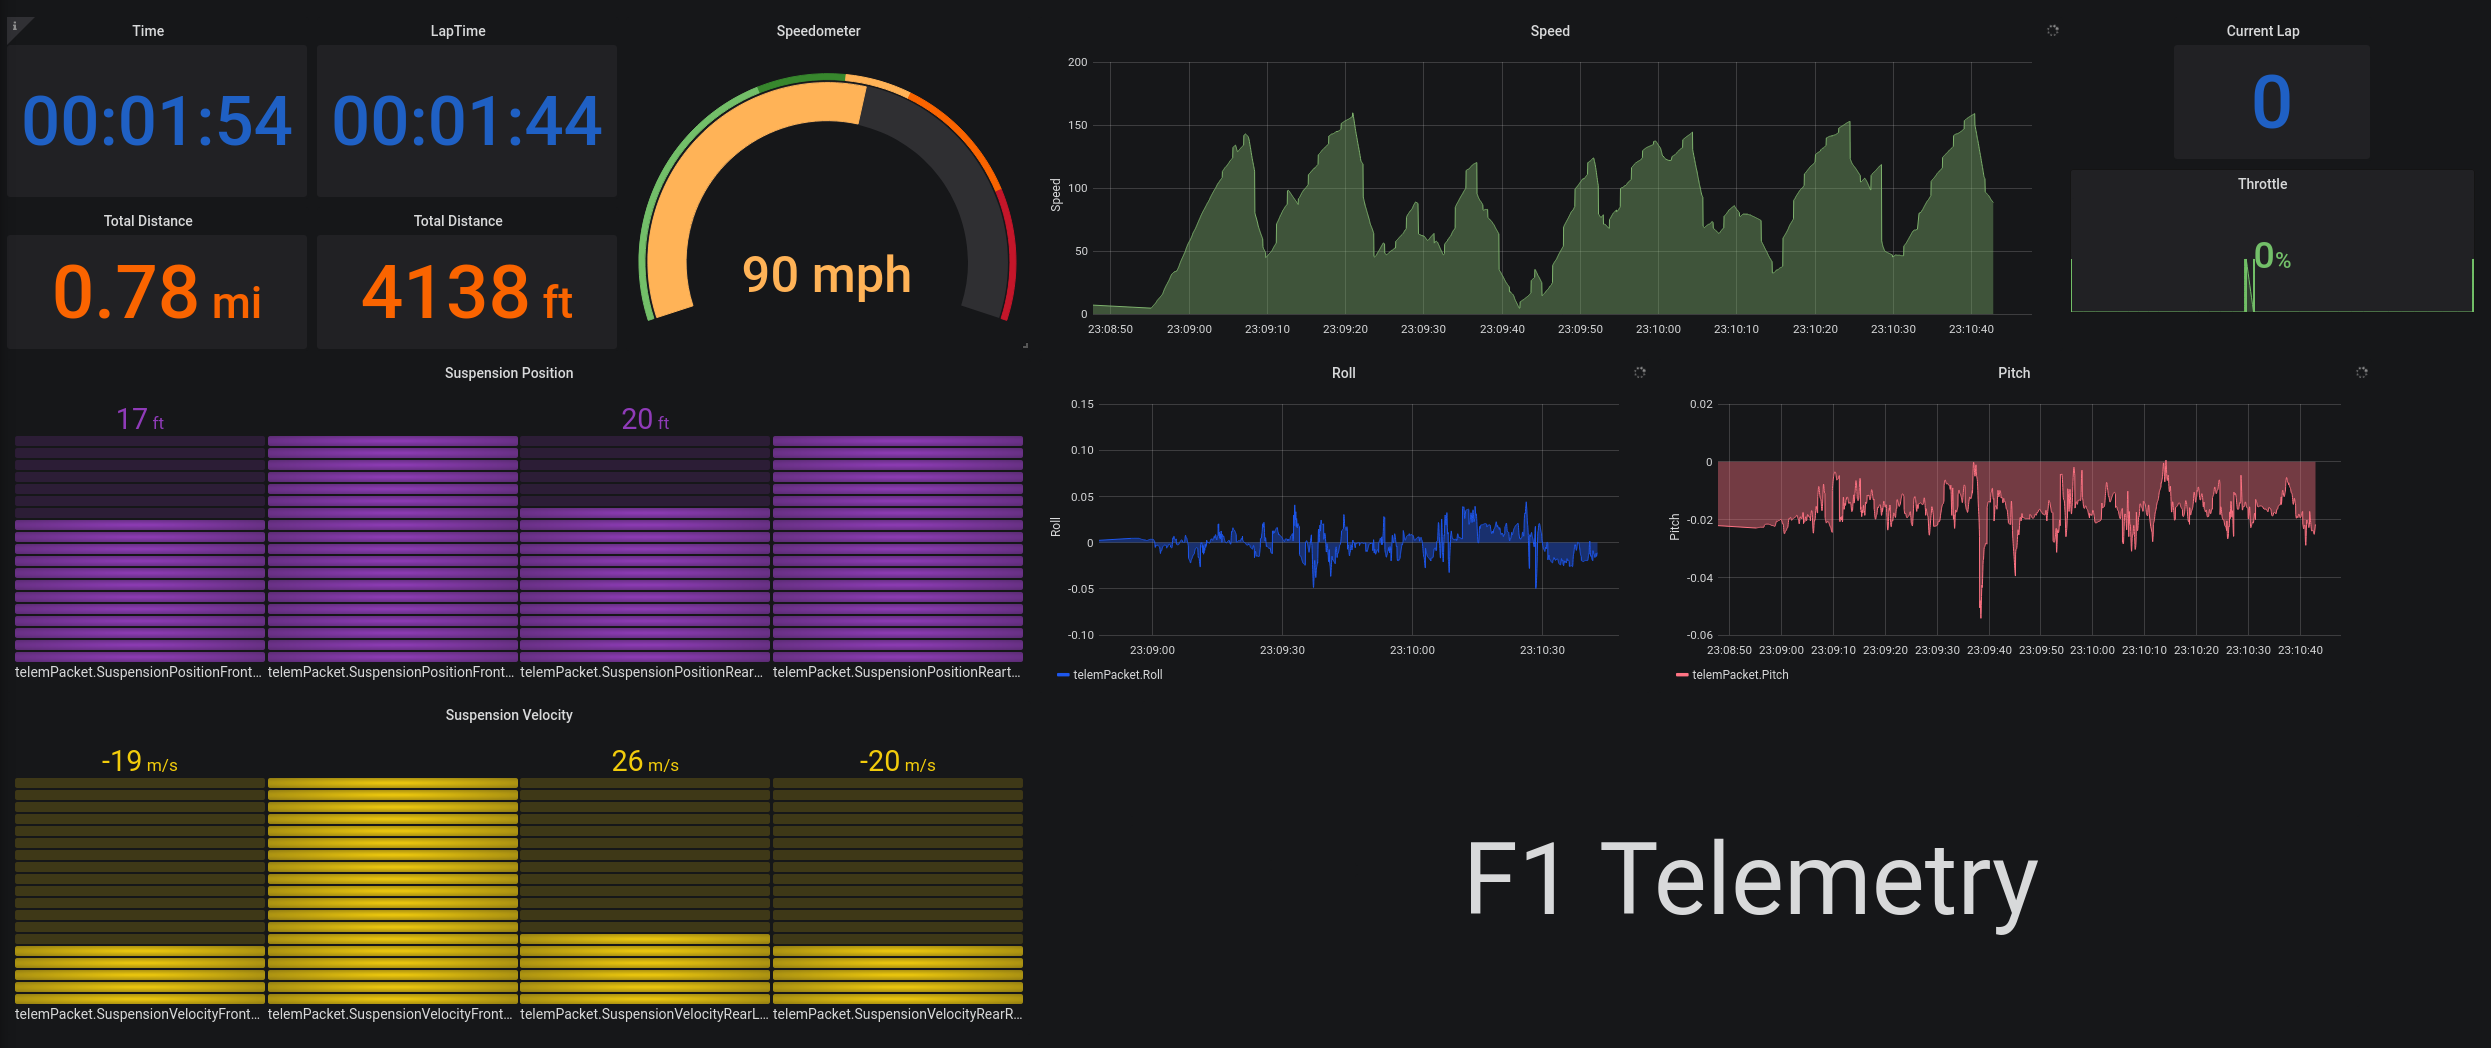 Time
LapTime
Speedometer
Speed
Current Lap
00:01:54
00:01:44
0
Total Distance
Total Distance
0.78 mi
4138 ft
90 mph
200
150
100
50
0
Speed
23:08:50 23:09:00 23:09:10 23:09:20 23:09:30 23:09:40 23:09:50 23:10:00 23:10:10 23:10:20 23:10:30 23:10:40
Throttle
0%
Suspension Position
17 ft
20 ft
telemPacket.SuspensionPositionFront... telemPacket.SuspensionPositionFront... telemPacket.SuspensionPositionRear... telemPacket.SuspensionPositionReart...
Roll
0.15
0.10
0.05
0
-0.05
-0.10
Roll
23:09:00 23:09:30 23:10:00 23:10:30
telemPacket.Roll
Pitch
0.02
0
-0.02
-0.04
-0.06
Pitch
23:08:50 23:09:00 23:09:10 23:09:20 23:09:30 23:09:40 23:09:50 23:10:00 23:10:10 23:10:20 23:10:30 23:10:40
telemPacket.Pitch
Suspension Velocity
-19 m/s
26 m/s
-20 m/s
telemPacket.SuspensionVelocityFront... telemPacket.SuspensionVelocityFront... telemPacket.SuspensionVelocityRearL... telemPacket.SuspensionVelocityRearR...
F1 Telemetry